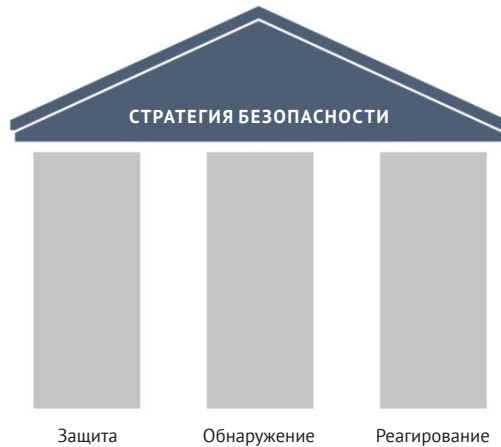 СТРАТЕГИЯ БЕЗОПАСНОСТИ
Защита
Обнаружение
Реагирование